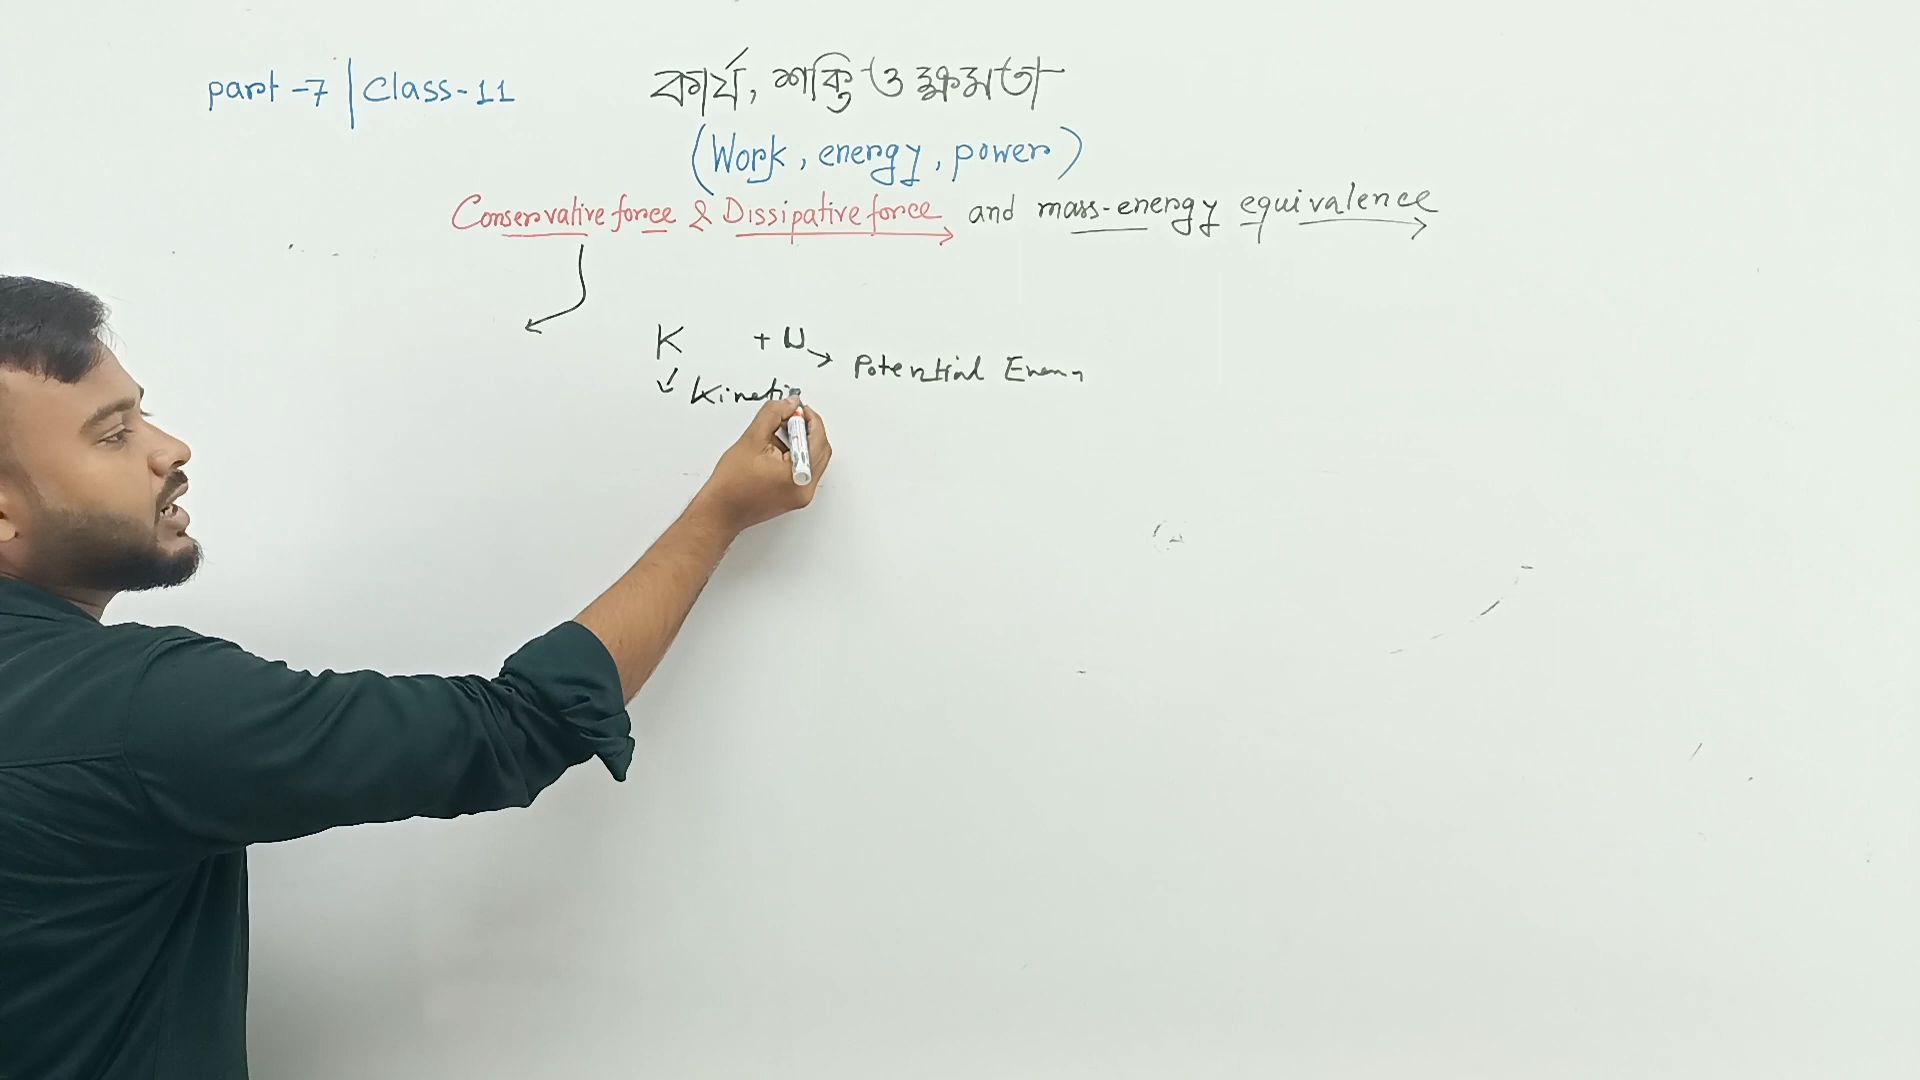 part-7 | Class-11
কার্য, শক্তি ও ক্ষমতা
(Work, energy, power)
Conservative force & Dissipative force and mass-energy equivalence
K + U
Potential Energy
Kinetic